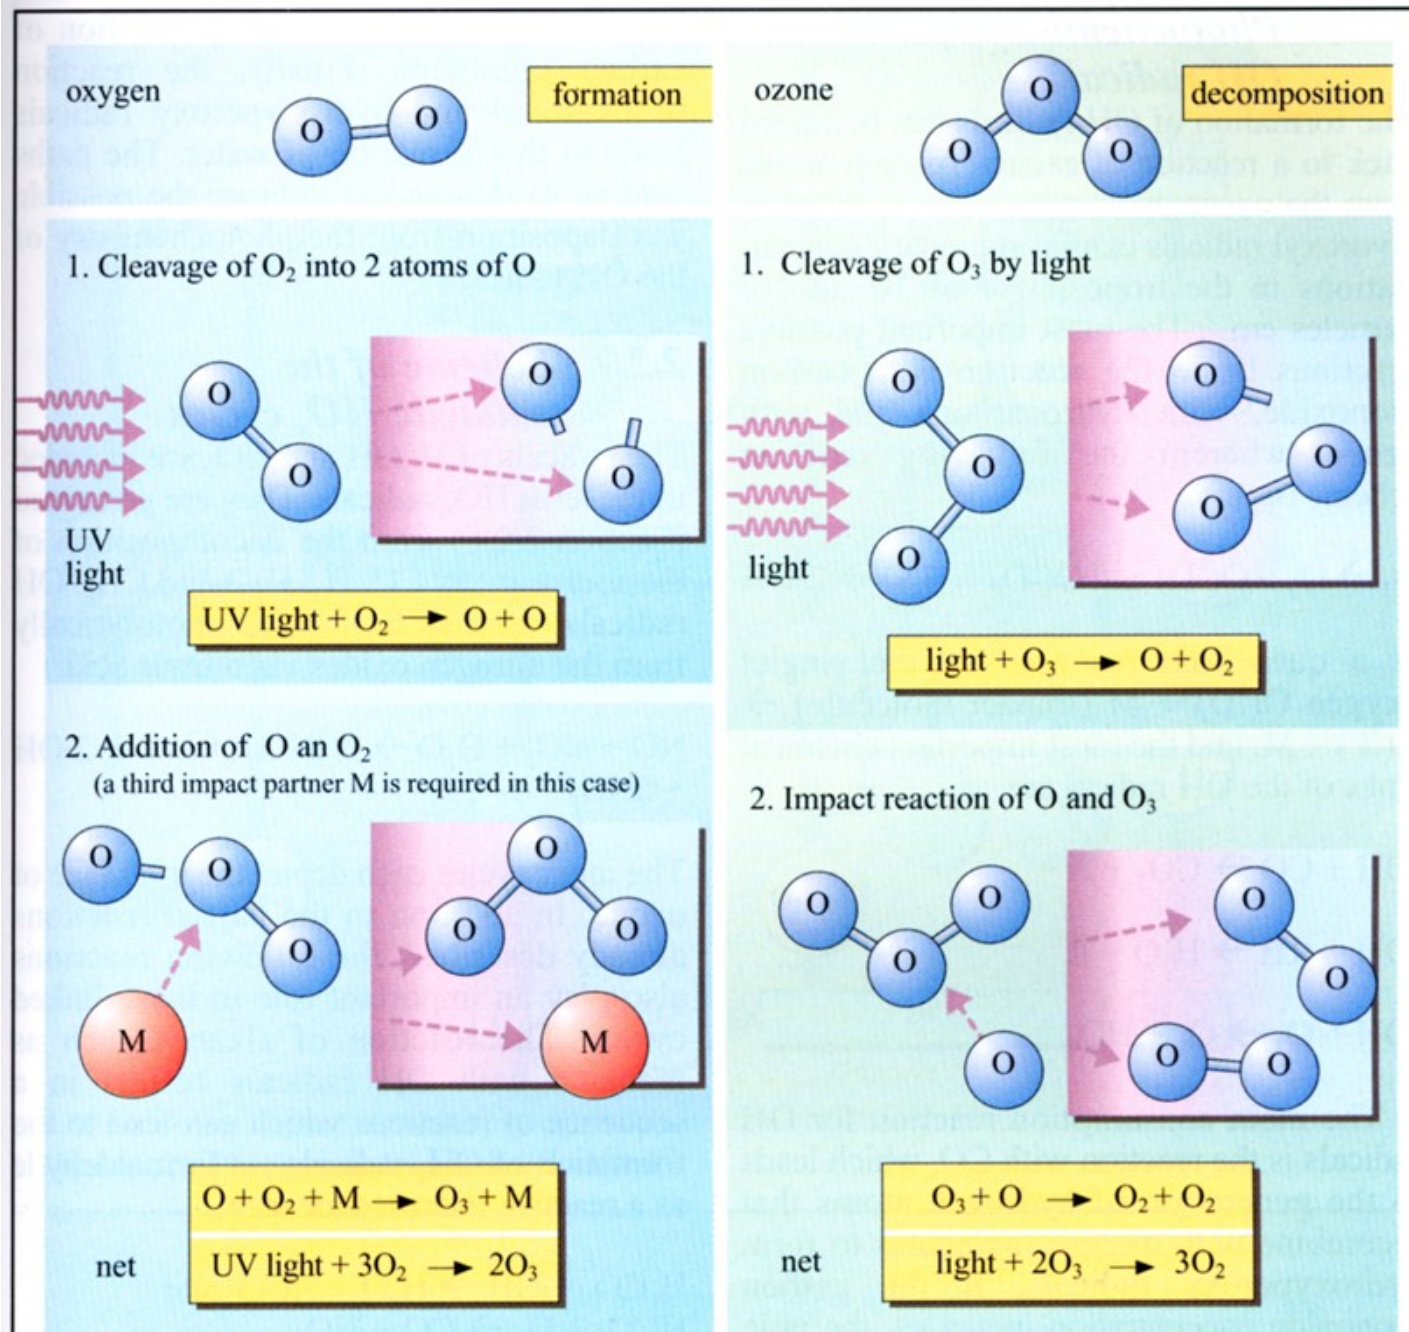 oxygen
formation
O
O
1. Cleavage of O₂ into 2 atoms of O
O
O
O
O
UV
light
UV light + O₂ → O + O
2. Addition of O an O₂
(a third impact partner M is required in this case)
O
O
O
M
O
O
O
M
O + O₂ + M → O₃ + M
net
UV light + 3O₂ → 2O₃
ozone
decomposition
O
O
O
1. Cleavage of O₃ by light
O
O
O
O
O
O
light
light + O₃ → O + O₂
2. Impact reaction of O and O₃
O
O
O
O
O
O
O
O
O₃ + O → O₂ + O₂
net
light + 2O₃ → 3O₂